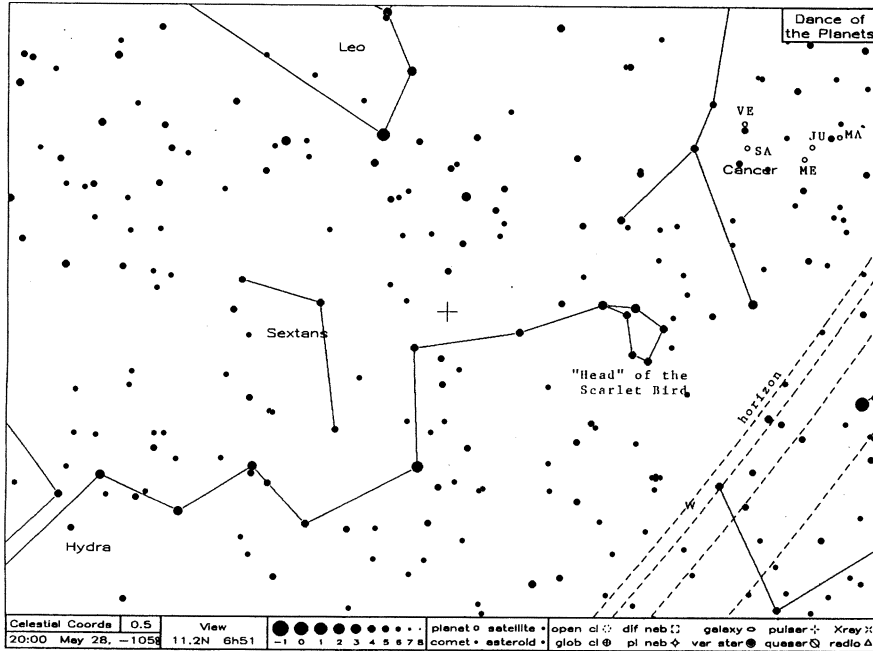 Dance of
the Planets
Leo
VE
JU
MA
SA
ME
Cancer
Sextans
"Head" of the
Scarlet Bird
horizon
W
Hydra
Celestial Coords 0.5
20:00 May 28, -1058
View
11.2N 6h51
-1 0 1 2 3 4 5 6 7 8
planet satellite
comet asteroid
open cl dif neb galaxy pulsar Xray
glob cl pl neb var star quasar radio